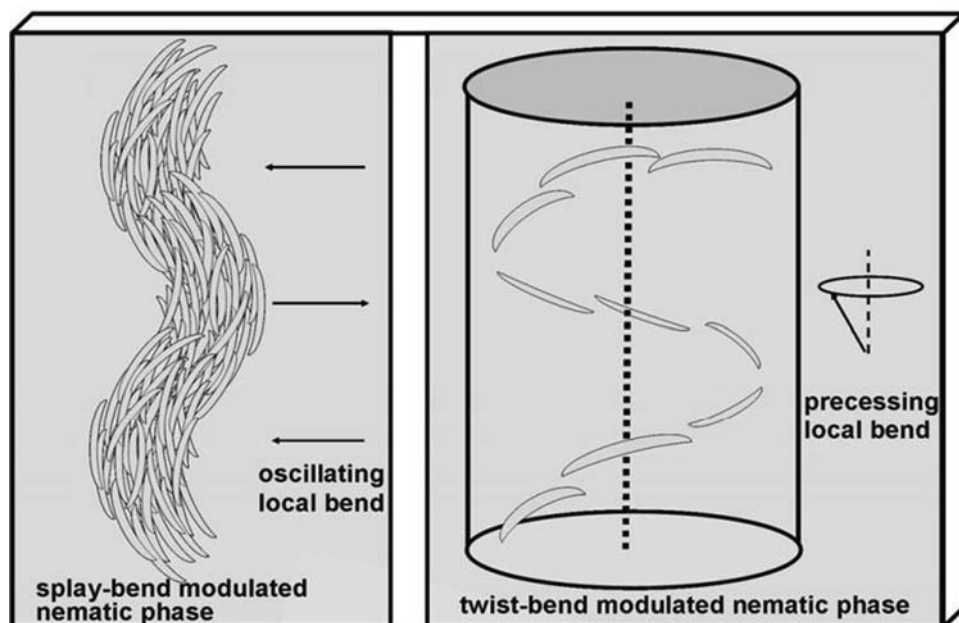 oscillating
local bend
splay-bend modulated
nematic phase
precessing
local bend
twist-bend modulated nematic phase